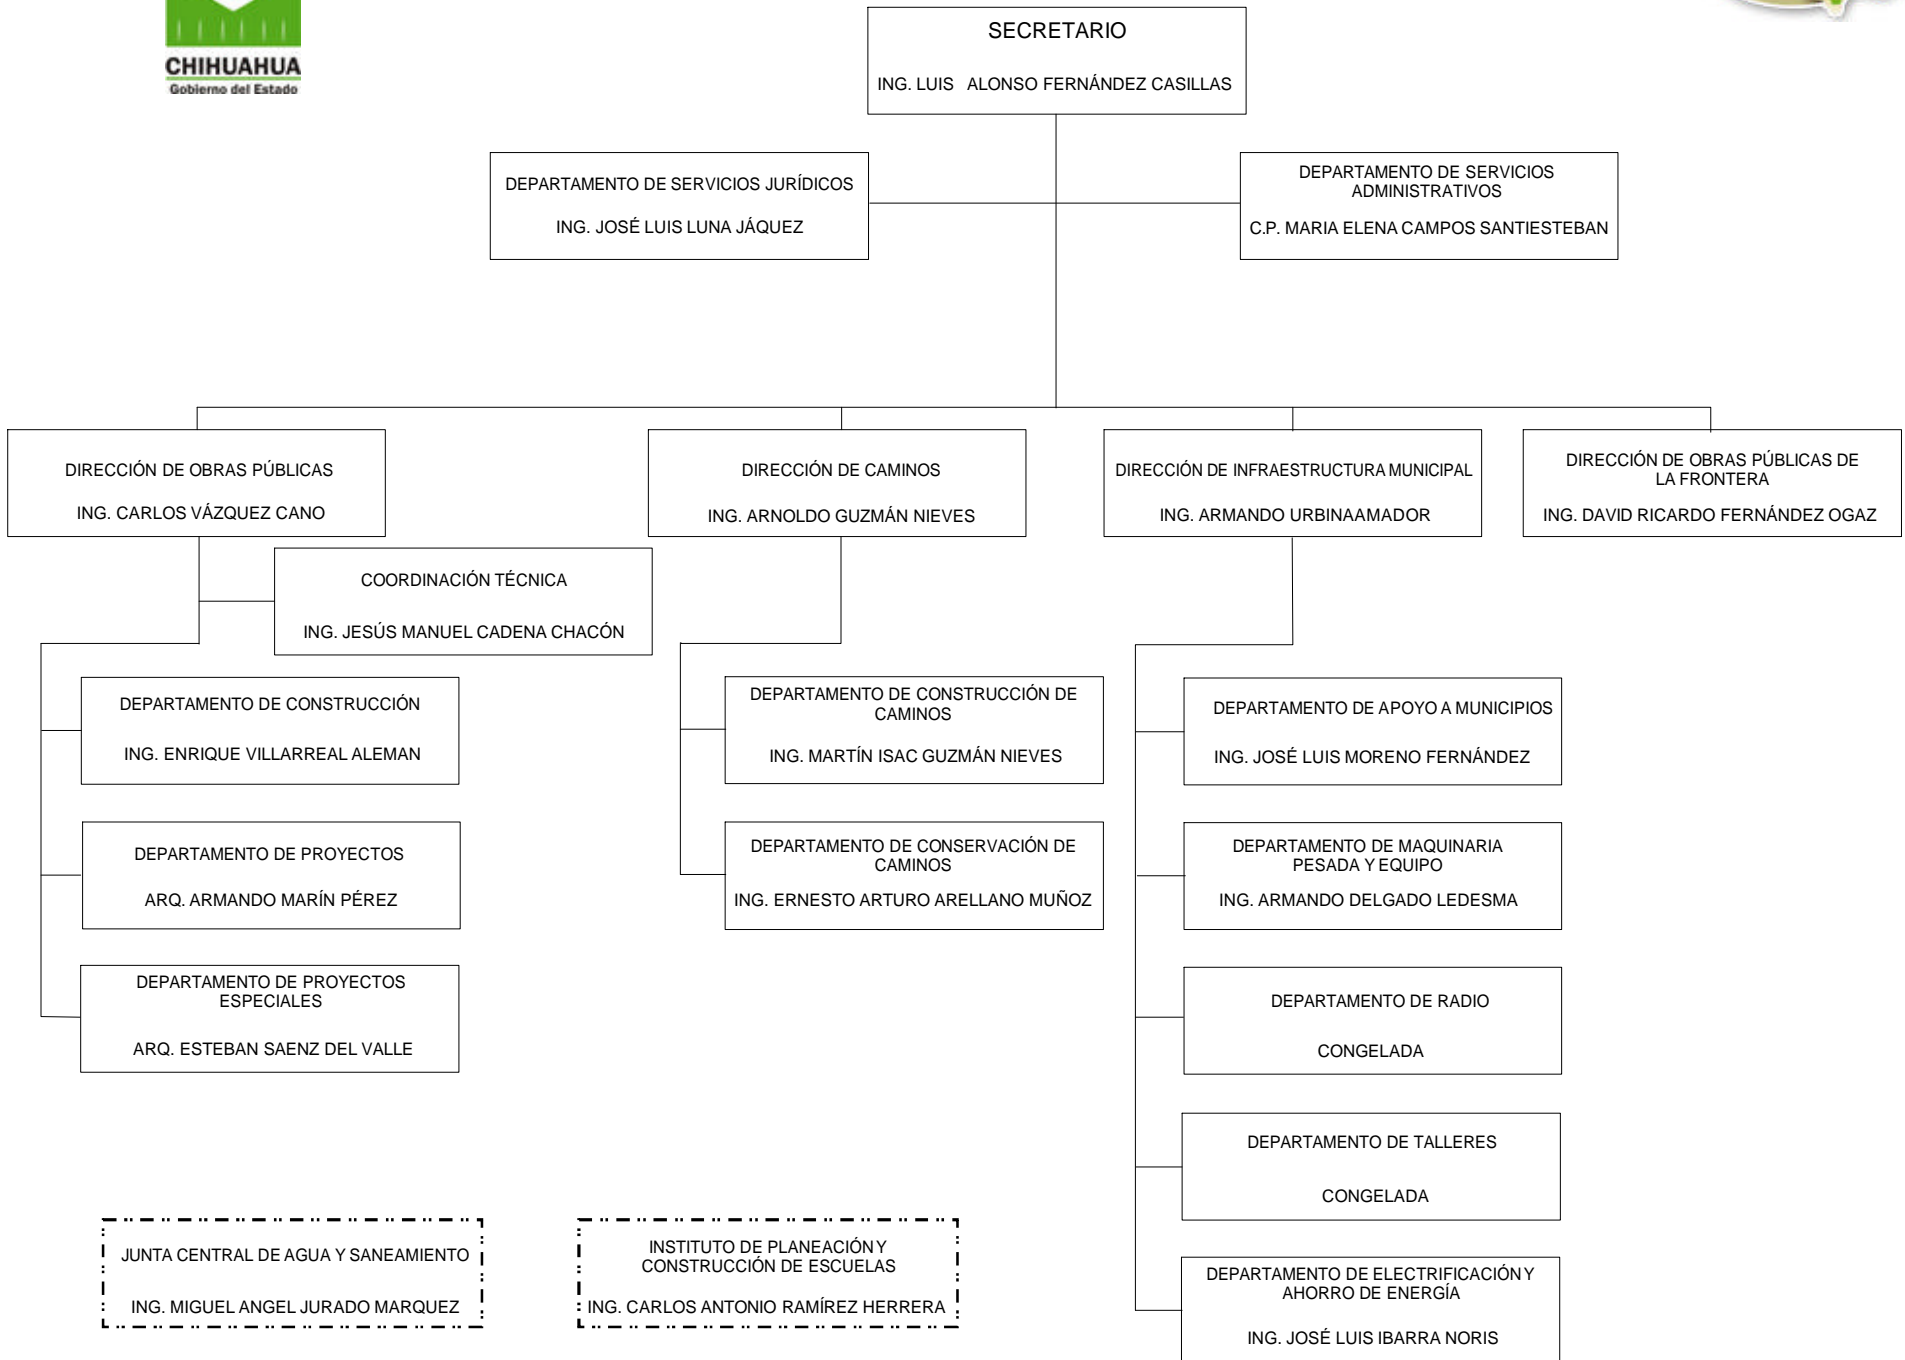 CHIHUAHUA
Gobierno del Estado
SECRETARIO
ING. LUIS ALONSO FERNÁNDEZ CASILLAS
DEPARTAMENTO DE SERVICIOS JURÍDICOS
ING. JOSÉ LUIS LUNA JÁQUEZ
DEPARTAMENTO DE SERVICIOS
ADMINISTRATIVOS
C.P. MARIA ELENA CAMPOS SANTIESTEBAN
DIRECCIÓN DE OBRAS PÚBLICAS
ING. CARLOS VÁZQUEZ CANO
DIRECCIÓN DE CAMINOS
ING. ARNOLDO GUZMÁN NIEVES
DIRECCIÓN DE INFRAESTRUCTURA MUNICIPAL
ING. ARMANDO URBINAAMADOR
DIRECCIÓN DE OBRAS PÚBLICAS DE
LA FRONTERA
ING. DAVID RICARDO FERNÁNDEZ OGAZ
COORDINACIÓN TÉCNICA
ING. JESÚS MANUEL CADENA CHACÓN
DEPARTAMENTO DE CONSTRUCCIÓN
ING. ENRIQUE VILLARREAL ALEMAN
DEPARTAMENTO DE PROYECTOS
ARQ. ARMANDO MARÍN PÉREZ
DEPARTAMENTO DE PROYECTOS
ESPECIALES
ARQ. ESTEBAN SAENZ DEL VALLE
DEPARTAMENTO DE CONSTRUCCIÓN DE
CAMINOS
ING. MARTÍN ISAC GUZMÁN NIEVES
DEPARTAMENTO DE CONSERVACIÓN DE
CAMINOS
ING. ERNESTO ARTURO ARELLANO MUÑOZ
DEPARTAMENTO DE APOYO A MUNICIPIOS
ING. JOSÉ LUIS MORENO FERNÁNDEZ
DEPARTAMENTO DE MAQUINARIA
PESADA Y EQUIPO
ING. ARMANDO DELGADO LEDESMA
DEPARTAMENTO DE RADIO
CONGELADA
DEPARTAMENTO DE TALLERES
CONGELADA
DEPARTAMENTO DE ELECTRIFICACIÓN Y
AHORRO DE ENERGÍA
ING. JOSÉ LUIS IBARRA NORIS
JUNTA CENTRAL DE AGUA Y SANEAMIENTO
ING. MIGUEL ANGEL JURADO MARQUEZ
INSTITUTO DE PLANEACIÓN Y
CONSTRUCCIÓN DE ESCUELAS
ING. CARLOS ANTONIO RAMÍREZ HERRERA